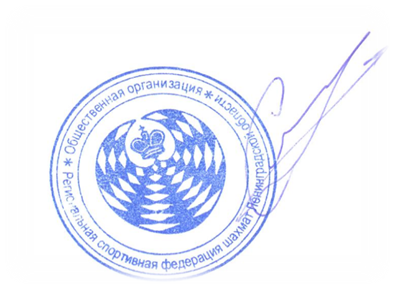 * Общественная организация *
Региональная спортивная федерация шахмат Ленинградской области